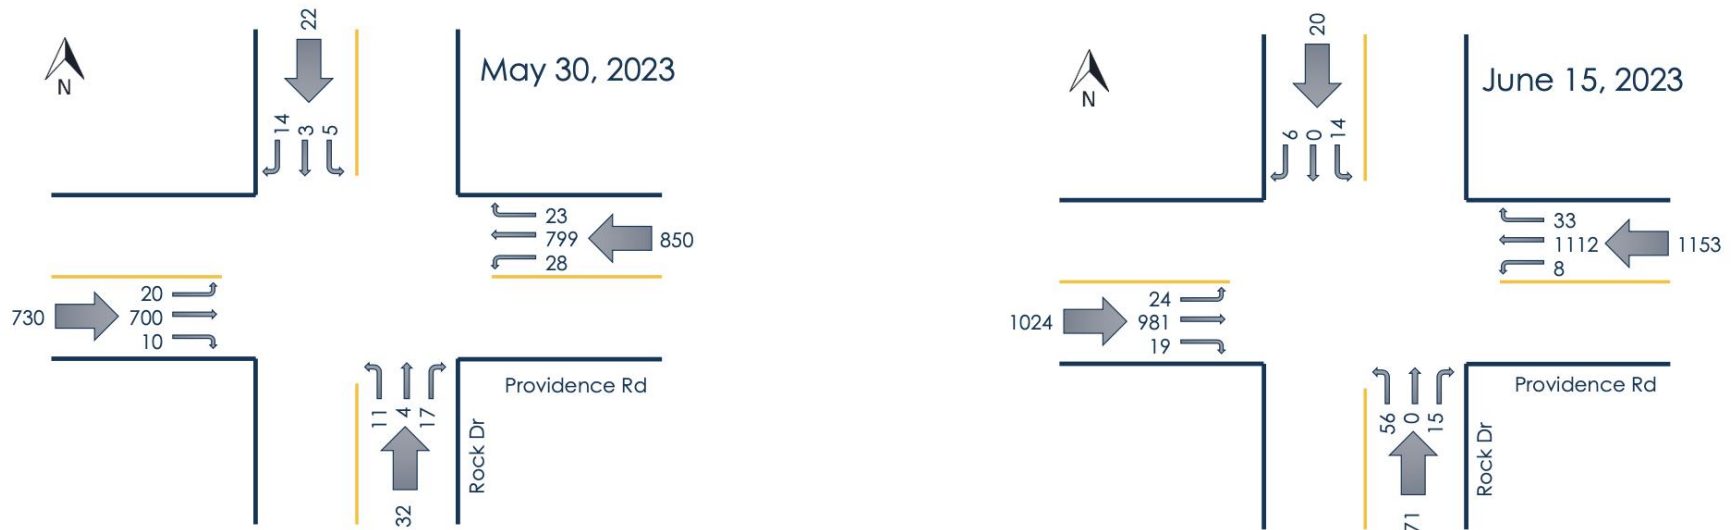 22
N
May 30, 2023
14 3 5
23
799
28
850
730
20
700
10
11 4 17
32
Providence Rd
Rock Dr
20
N
June 15, 2023
6 0 14
33
1112
8
1153
1024
24
981
19
56 0 15
71
Providence Rd
Rock Dr